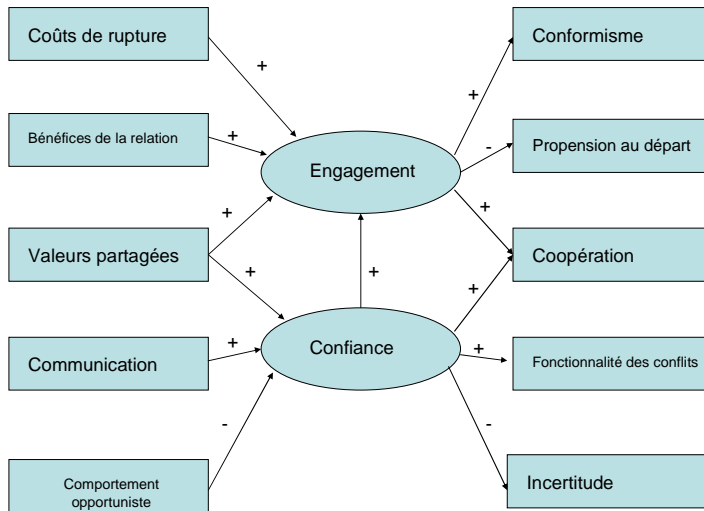 Coûts de rupture
Conformisme
+
+
Bénéfices de la relation
+
-
Propension au départ
Engagement
+
+
Valeurs partagées
+
+
+
Coopération
Communication
+
Confiance
+
Fonctionnalité des conflits
-
-
Comportement
opportuniste
Incertitude